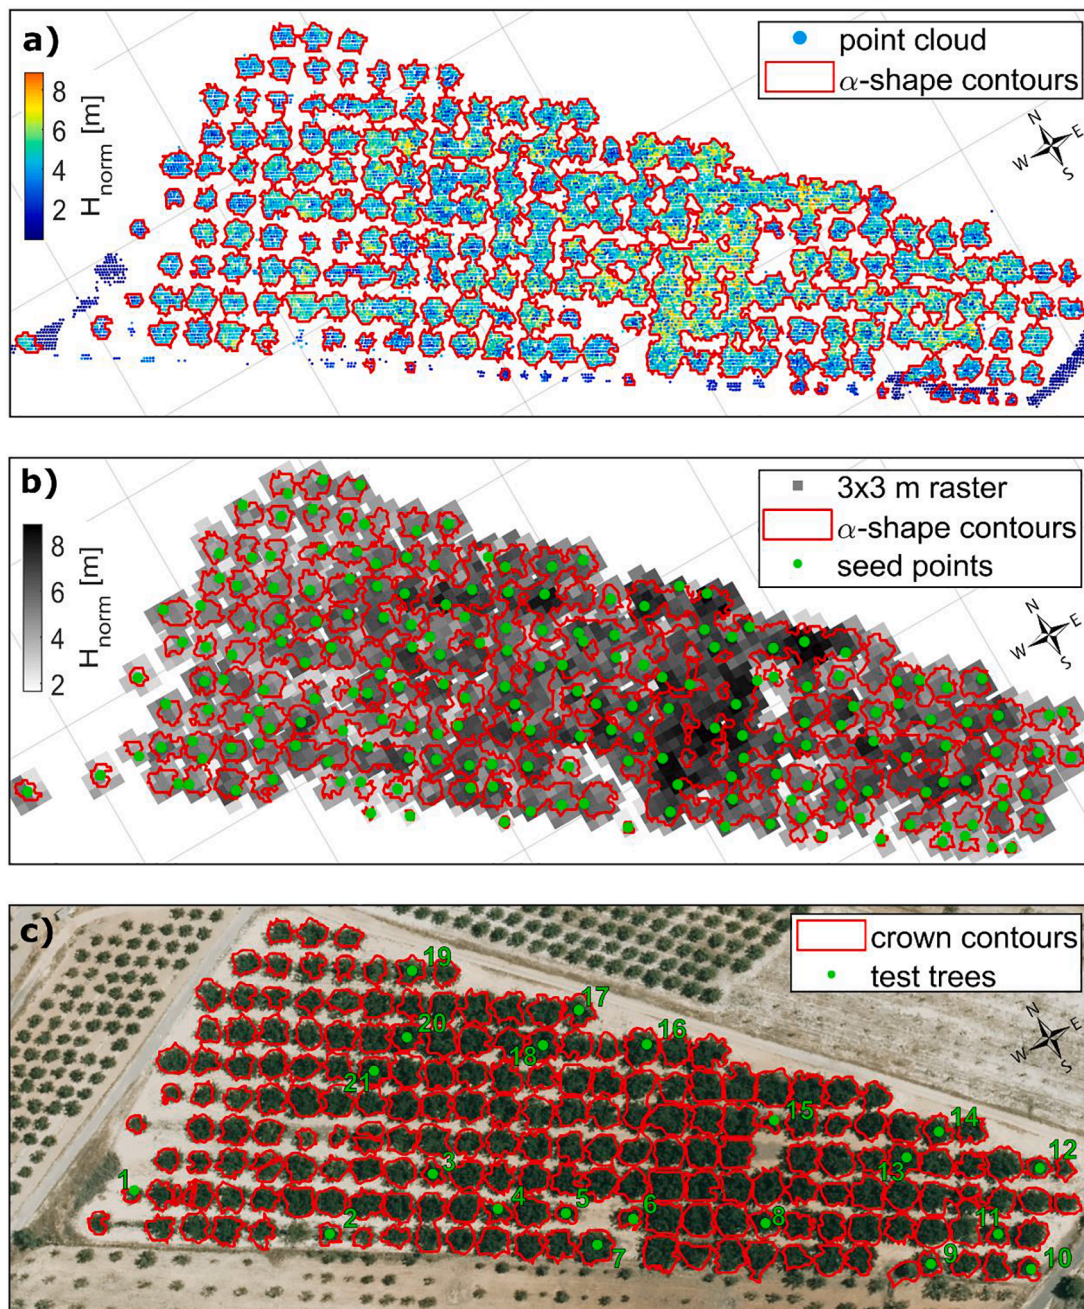 a)
point cloud
α-shape contours
8
6
4
2
H_norm [m]
N
E
W
S
b)
3x3 m raster
α-shape contours
seed points
8
6
4
2
H_norm [m]
N
E
W
S
c)
crown contours
test trees
N
E
W
S
19
17
20
16
18
21
15
14
12
13
3
1
4
5
6
8
11
2
7
9
10